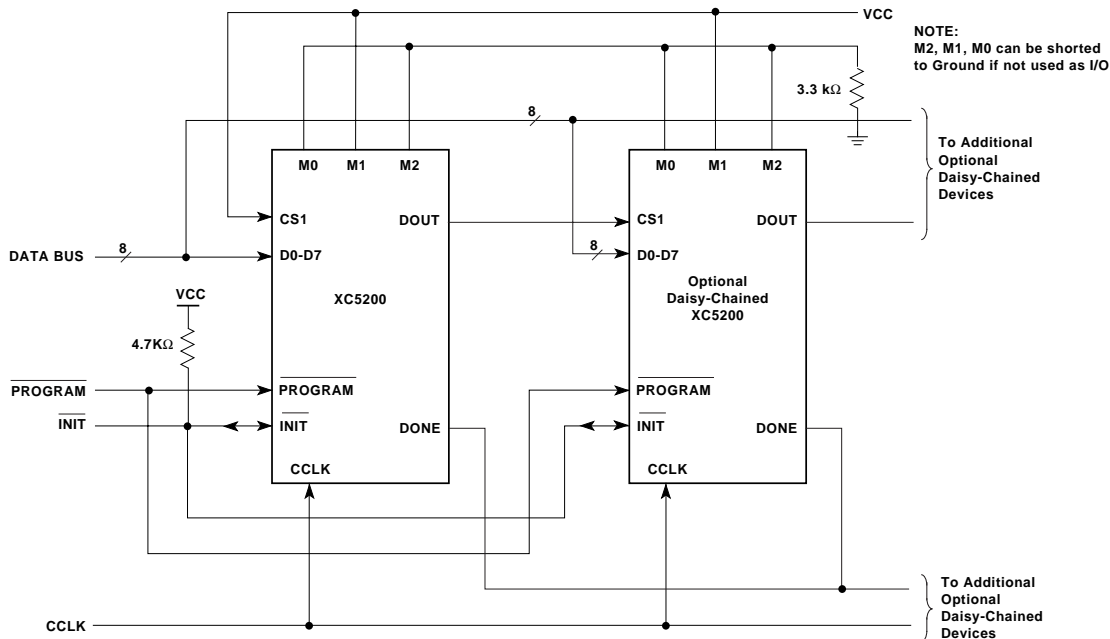 VCC
NOTE:
M2, M1, M0 can be shorted
to Ground if not used as I/O
3.3 kΩ
8
M0 M1 M2
M0 M1 M2
To Additional
Optional
Daisy-Chained
Devices
CS1
DOUT
CS1
DOUT
DATA BUS
8
D0-D7
8
D0-D7
XC5200
Optional
Daisy-Chained
XC5200
VCC
4.7KΩ
PROGRAM
PROGRAM
PROGRAM
INIT
INIT
DONE
INIT
DONE
CCLK
CCLK
To Additional
Optional
Daisy-Chained
Devices
CCLK